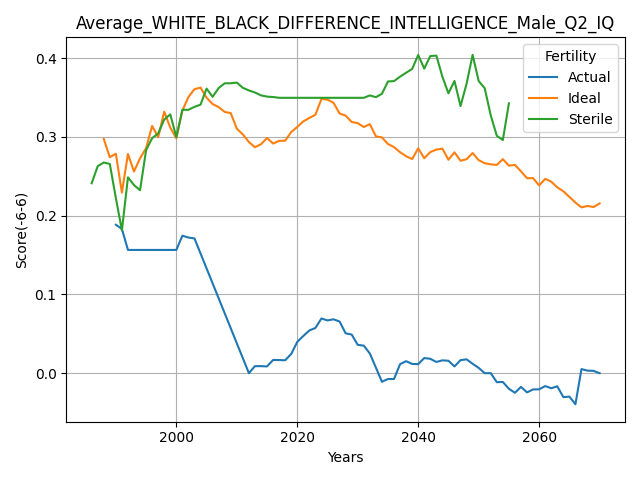 Average_WHITE_BLACK_DIFFERENCE_INTELLIGENCE_Male_Q2_IQ
Fertility
Actual
Ideal
Sterile
Score(-6-6)
0.4
0.3
0.2
0.1
0.0
2000
2020
2040
2060
Years